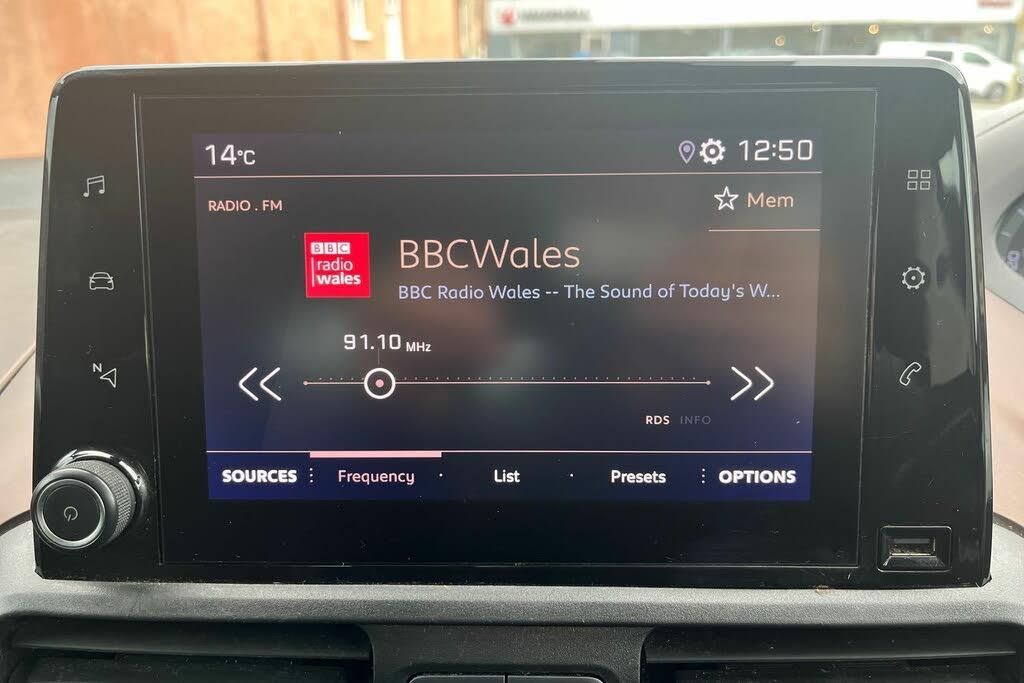 14°C
12:50
RADIO . FM
Mem
BBC
radio
wales
BBCWales
BBC Radio Wales -- The Sound of Today's W...
91.10 MHz
RDS INFO
SOURCES
Frequency
List
Presets
OPTIONS
N